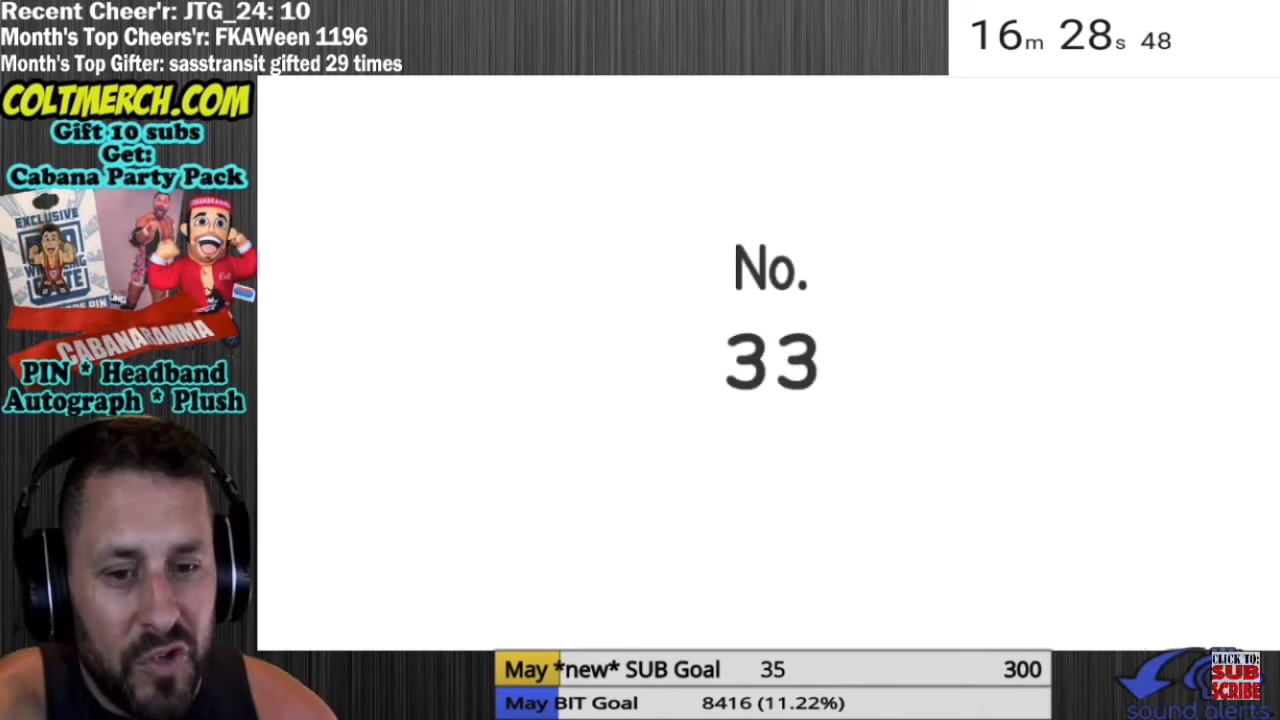 Recent Cheer'r: JTG_24: 10
Month's Top Cheers'r: FKAWeen 1196
Month's Top Gifter: sasstransit gifted 29 times
16m 28s 48
COLTMERCH.COM
Gift 10 subs
Get:
Cabana Party Pack
EXCLUSIVE
CABANARAMMA
PIN * Headband
Autograph * Plush
No.
33
May *new* SUB Goal 35 300
May BIT Goal 8416 (11.22%)
CLICK TO:
SUB
SCRIBE
sound alerts